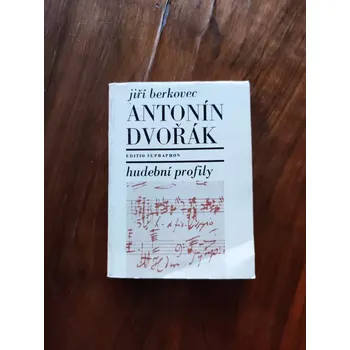 jiří berkovec
ANTONÍN
DVOŘÁK
EDITIO SUPRAPHON
hudební profily